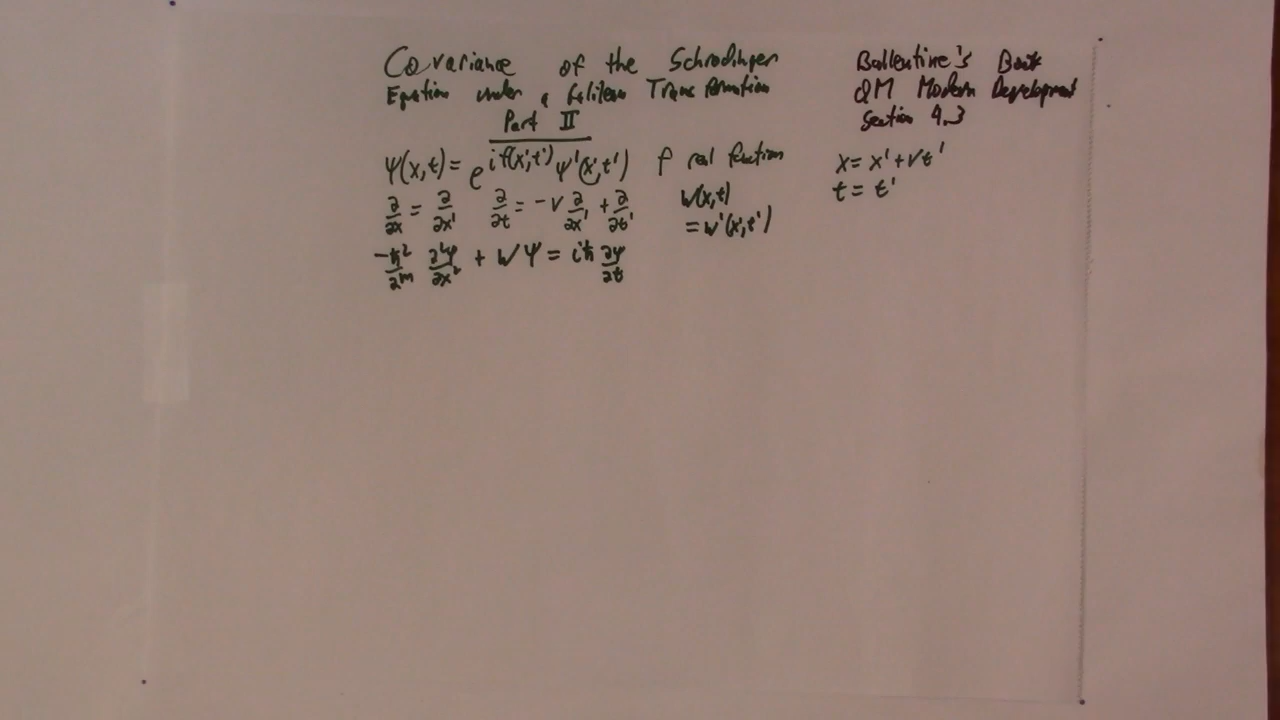 Covariance of the Schrodinger
Equation under a Galilean Transformation
Part II
Ballentine's Book
QM Modern Development
Section 4.3
ψ(x,t) = e^{i f(x',t')} ψ'(x',t') f real function
x = x' + vt'
t = t'
∂/∂x = ∂/∂x' ∂/∂t = -v ∂/∂x' + ∂/∂t'
W(x,t)
= W'(x',t')
-ħ²/2m ∂²ψ/∂x² + Wψ = iħ ∂ψ/∂t